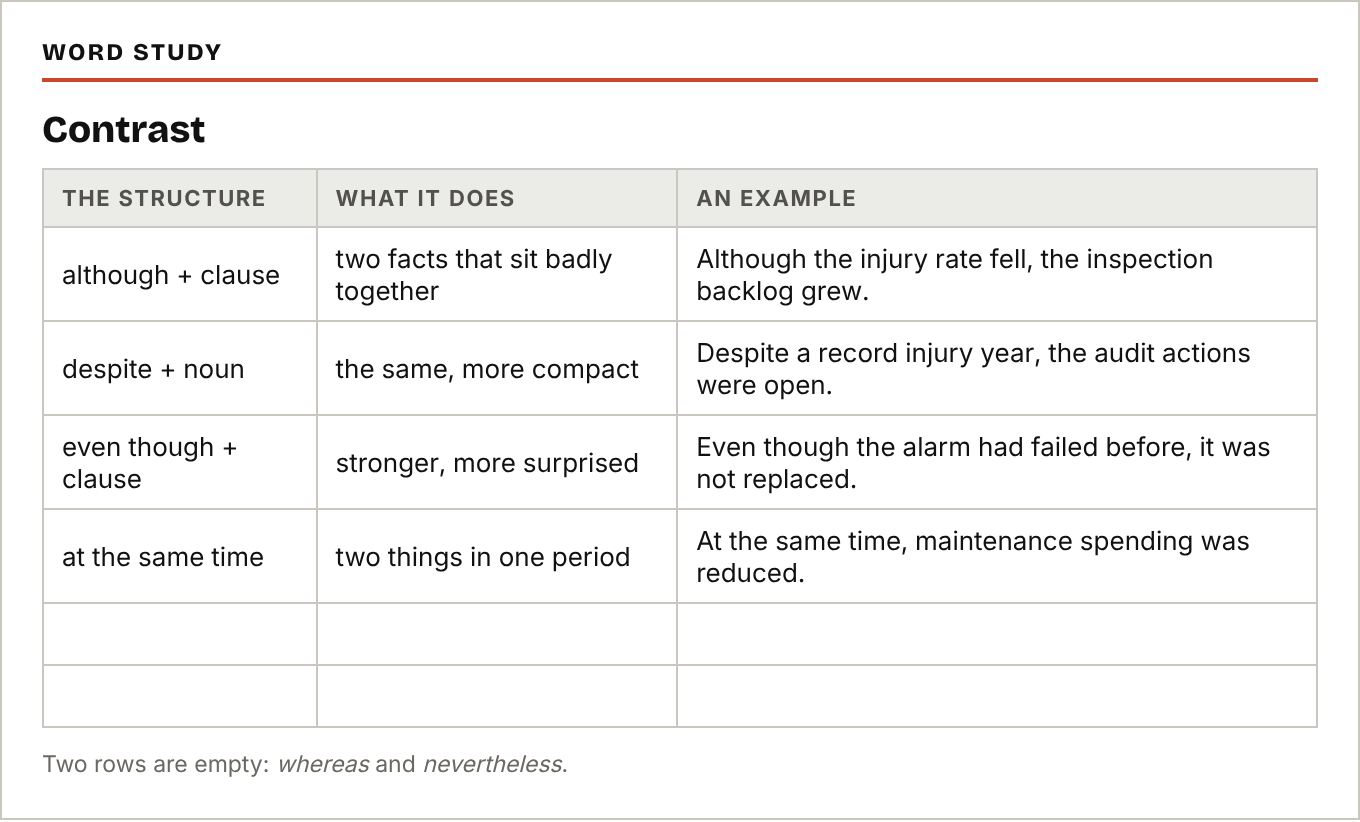 WORD STUDY
Contrast
THE STRUCTURE WHAT IT DOES AN EXAMPLE
although + clause
two facts that sit badly
together
Although the injury rate fell, the inspection
backlog grew.
despite + noun
the same, more compact
Despite a record injury year, the audit actions
were open.
even though +
clause
stronger, more surprised
Even though the alarm had failed before, it was
not replaced.
at the same time
two things in one period
At the same time, maintenance spending was
reduced.
Two rows are empty: whereas and nevertheless.